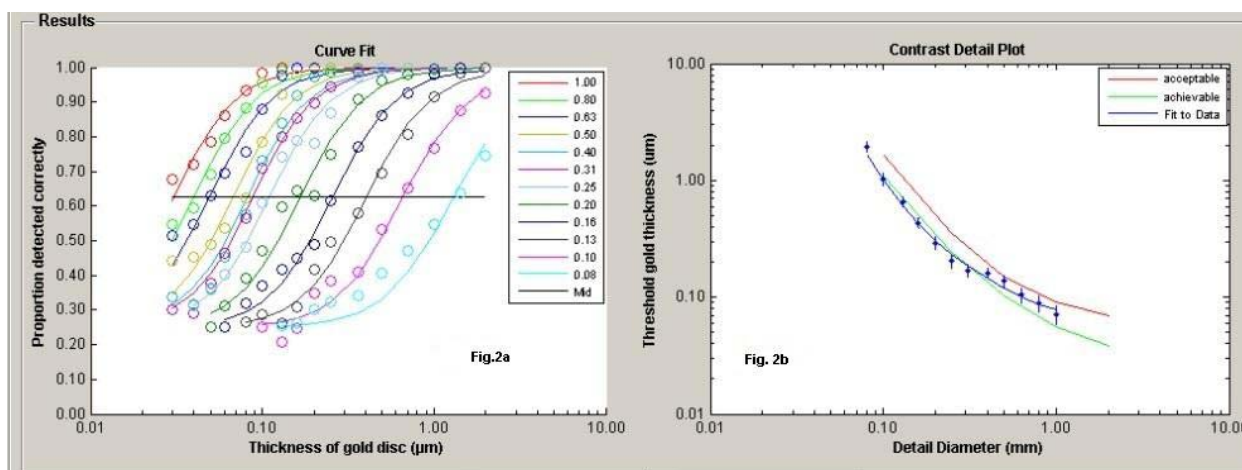 Results
Curve Fit
Proportion detected correctly
1.00
0.90
0.80
0.70
0.60
0.50
0.40
0.30
0.20
0.10
0.00
0.01
0.10
1.00
10.00
Thickness of gold disc (µm)
1.00
0.80
0.63
0.50
0.40
0.31
0.25
0.20
0.16
0.13
0.10
0.08
Mid
Fig.2a
Contrast Detail Plot
Threshold gold thickness (um)
10.00
1.00
0.10
0.01
0.01
0.10
1.00
10.00
Detail Diameter (mm)
acceptable
achievable
Fit to Data
Fig. 2b